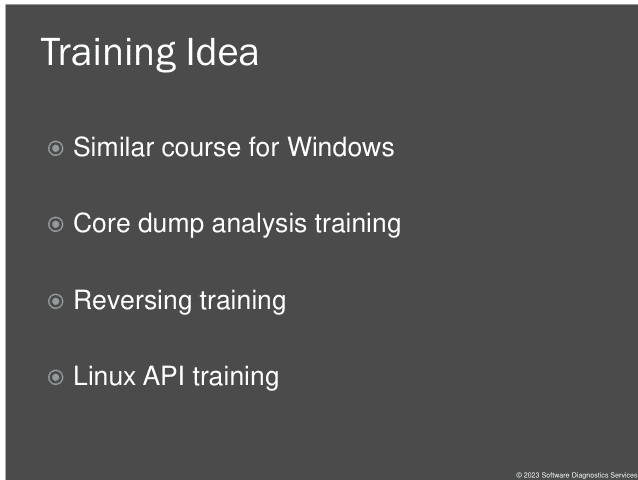 Training Idea
Similar course for Windows
Core dump analysis training
Reversing training
Linux API training
© 2023 Software Diagnostics Services